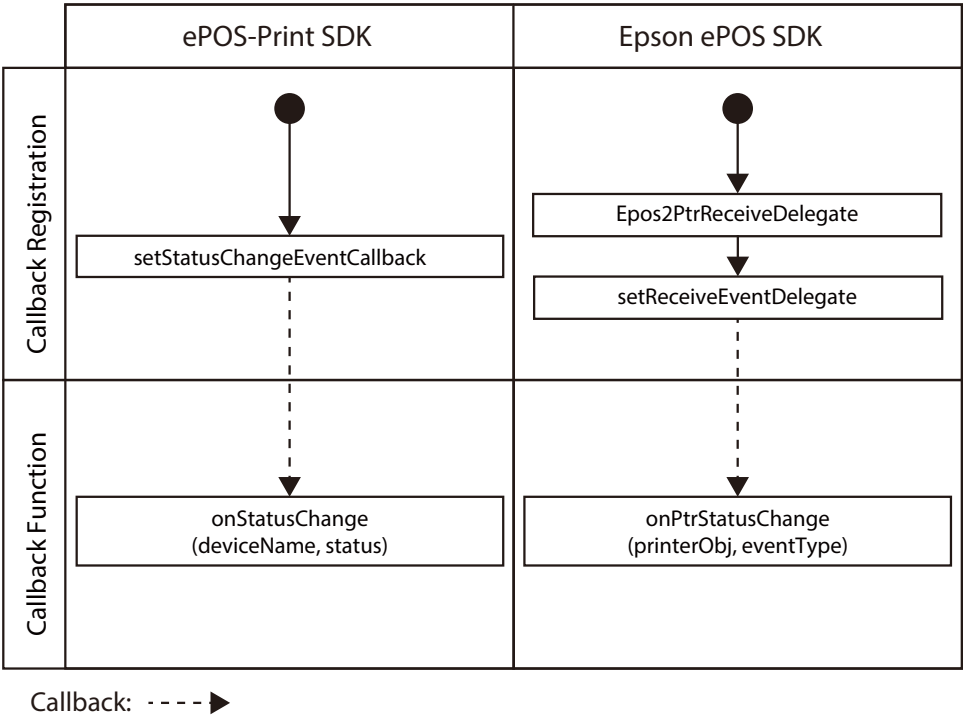 ePOS-Print SDK
Epson ePOS SDK
Callback Registration
setStatusChangeEventCallback
Epos2PtrReceiveDelegate
setReceiveEventDelegate
Callback Function
onStatusChange
(deviceName, status)
onPtrStatusChange
(printerObj, eventType)
Callback: